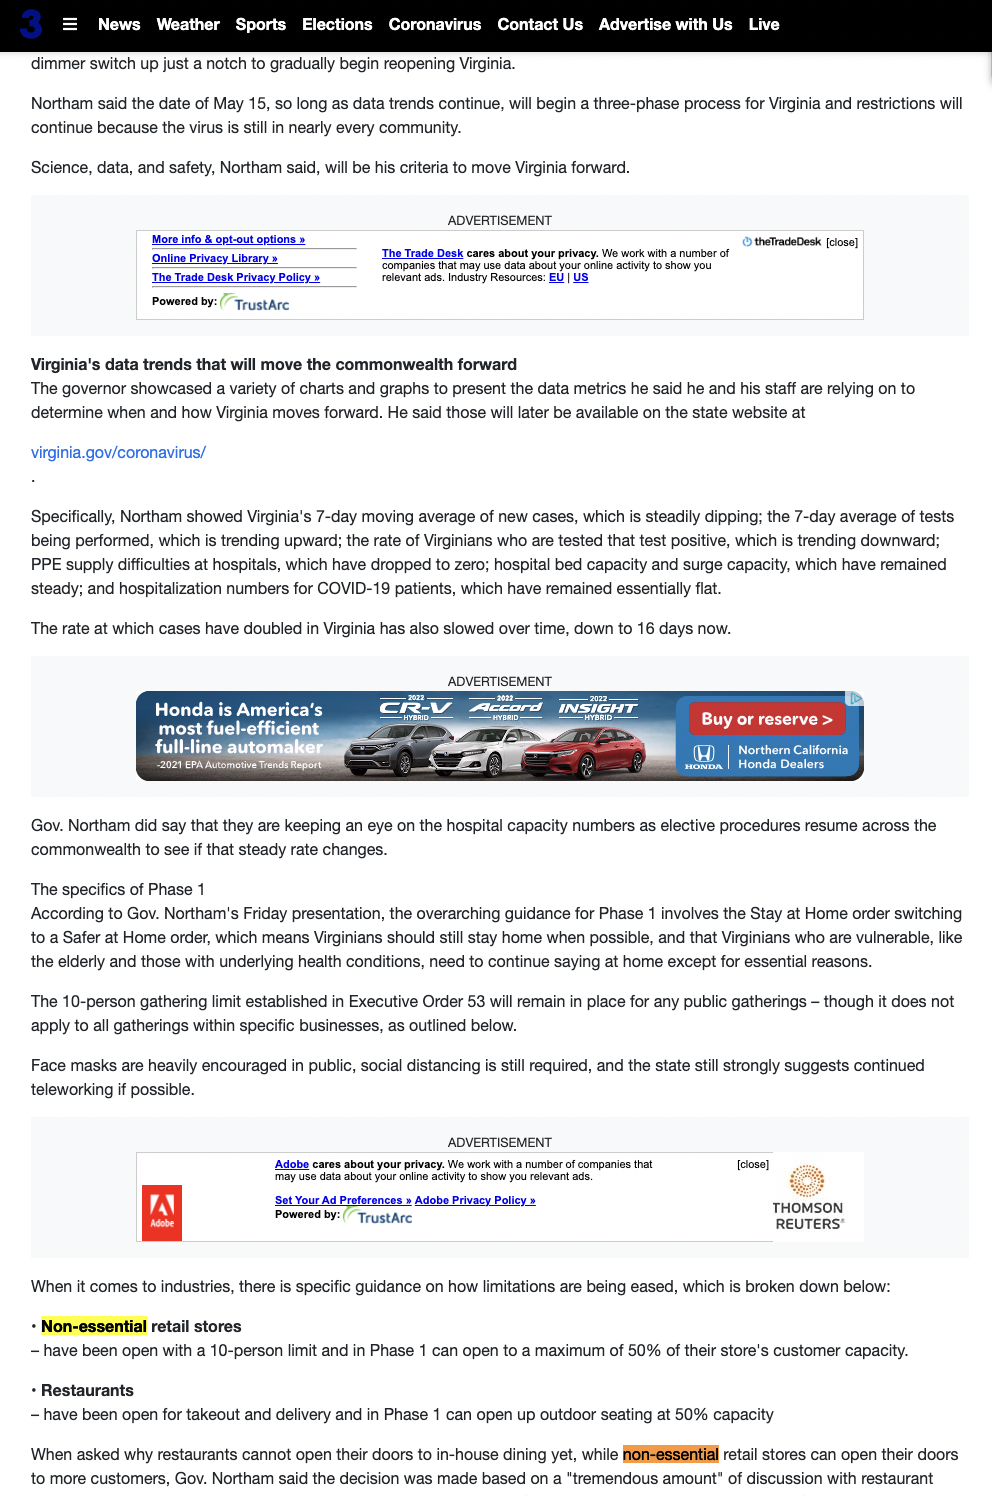 3 ☰ News Weather Sports Elections Coronavirus Contact Us Advertise with Us Live
dimmer switch up just a notch to gradually begin reopening Virginia.
Northam said the date of May 15, so long as data trends continue, will begin a three-phase process for Virginia and restrictions will
continue because the virus is still in nearly every community.
Science, data, and safety, Northam said, will be his criteria to move Virginia forward.
ADVERTISEMENT
More info & opt-out options »
Online Privacy Library »
The Trade Desk Privacy Policy »
Powered by: TrustArc
The Trade Desk cares about your privacy. We work with a number of
companies that may use data about your online activity to show you
relevant ads. Industry Resources: EU | US
theTradeDesk [close]
Virginia's data trends that will move the commonwealth forward
The governor showcased a variety of charts and graphs to present the data metrics he said he and his staff are relying on to
determine when and how Virginia moves forward. He said those will later be available on the state website at
virginia.gov/coronavirus/
.
Specifically, Northam showed Virginia's 7-day moving average of new cases, which is steadily dipping; the 7-day average of tests
being performed, which is trending upward; the rate of Virginians who are tested that test positive, which is trending downward;
PPE supply difficulties at hospitals, which have dropped to zero; hospital bed capacity and surge capacity, which have remained
steady; and hospitalization numbers for COVID-19 patients, which have remained essentially flat.
The rate at which cases have doubled in Virginia has also slowed over time, down to 16 days now.
ADVERTISEMENT
Honda is America's
most fuel-efficient
full-line automaker
-2021 EPA Automotive Trends Report
2022
CR-V
HYBRID
2022
Accord
HYBRID
2022
INSIGHT
HYBRID
Buy or reserve >
HONDA
Northern California
Honda Dealers
Gov. Northam did say that they are keeping an eye on the hospital capacity numbers as elective procedures resume across the
commonwealth to see if that steady rate changes.
The specifics of Phase 1
According to Gov. Northam's Friday presentation, the overarching guidance for Phase 1 involves the Stay at Home order switching
to a Safer at Home order, which means Virginians should still stay home when possible, and that Virginians who are vulnerable, like
the elderly and those with underlying health conditions, need to continue saying at home except for essential reasons.
The 10-person gathering limit established in Executive Order 53 will remain in place for any public gatherings – though it does not
apply to all gatherings within specific businesses, as outlined below.
Face masks are heavily encouraged in public, social distancing is still required, and the state still strongly suggests continued
teleworking if possible.
ADVERTISEMENT
Adobe
Adobe cares about your privacy. We work with a number of companies that
may use data about your online activity to show you relevant ads.
Set Your Ad Preferences » Adobe Privacy Policy »
Powered by: TrustArc
[close]
THOMSON
REUTERS®
When it comes to industries, there is specific guidance on how limitations are being eased, which is broken down below:
• Non-essential retail stores
– have been open with a 10-person limit and in Phase 1 can open to a maximum of 50% of their store's customer capacity.
• Restaurants
– have been open for takeout and delivery and in Phase 1 can open up outdoor seating at 50% capacity
When asked why restaurants cannot open their doors to in-house dining yet, while non-essential retail stores can open their doors
to more customers, Gov. Northam said the decision was made based on a "tremendous amount" of discussion with restaurant